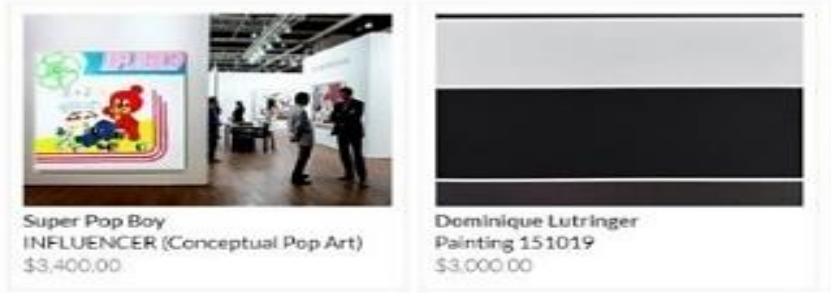 Super Pop Boy
INFLUENCER (Conceptual Pop Art)
$3,400.00
Dominique Lutringer
Painting 151019
$3,000.00